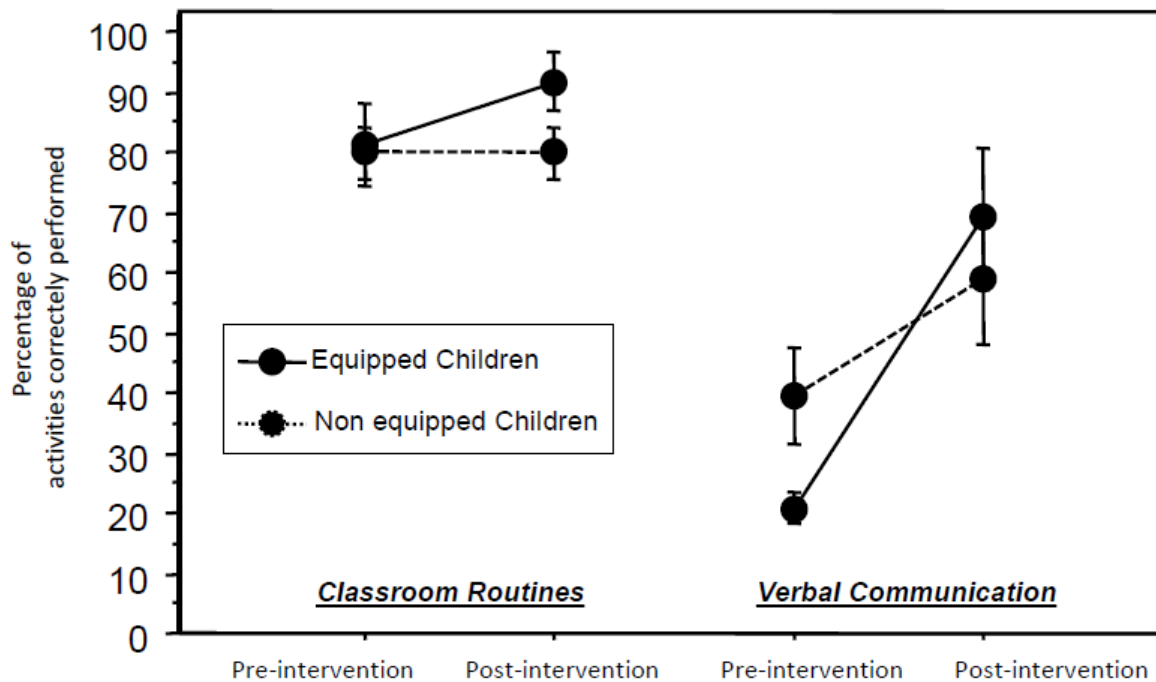 100
90
80
70
60
50
40
30
20
10
0
Percentage of
activities correctely performed
Equipped Children
Non equipped Children
Classroom Routines
Verbal Communication
Pre-intervention
Post-intervention
Pre-intervention
Post-intervention